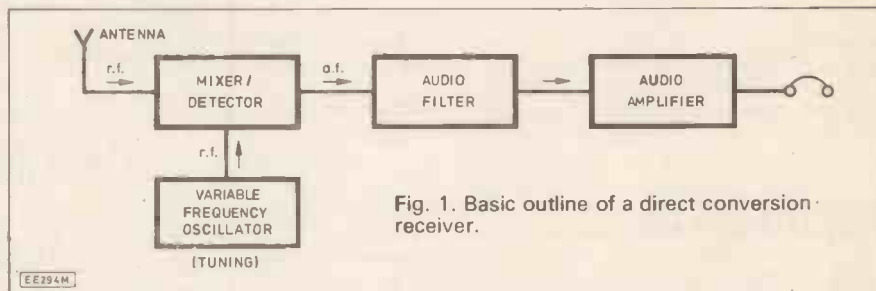 ANTENNA
r.f.
MIXER/
DETECTOR
a.f.
AUDIO
FILTER
AUDIO
AMPLIFIER
r.f.
VARIABLE
FREQUENCY
OSCILLATOR
(TUNING)
Fig. 1. Basic outline of a direct conversion
receiver.
EE294M